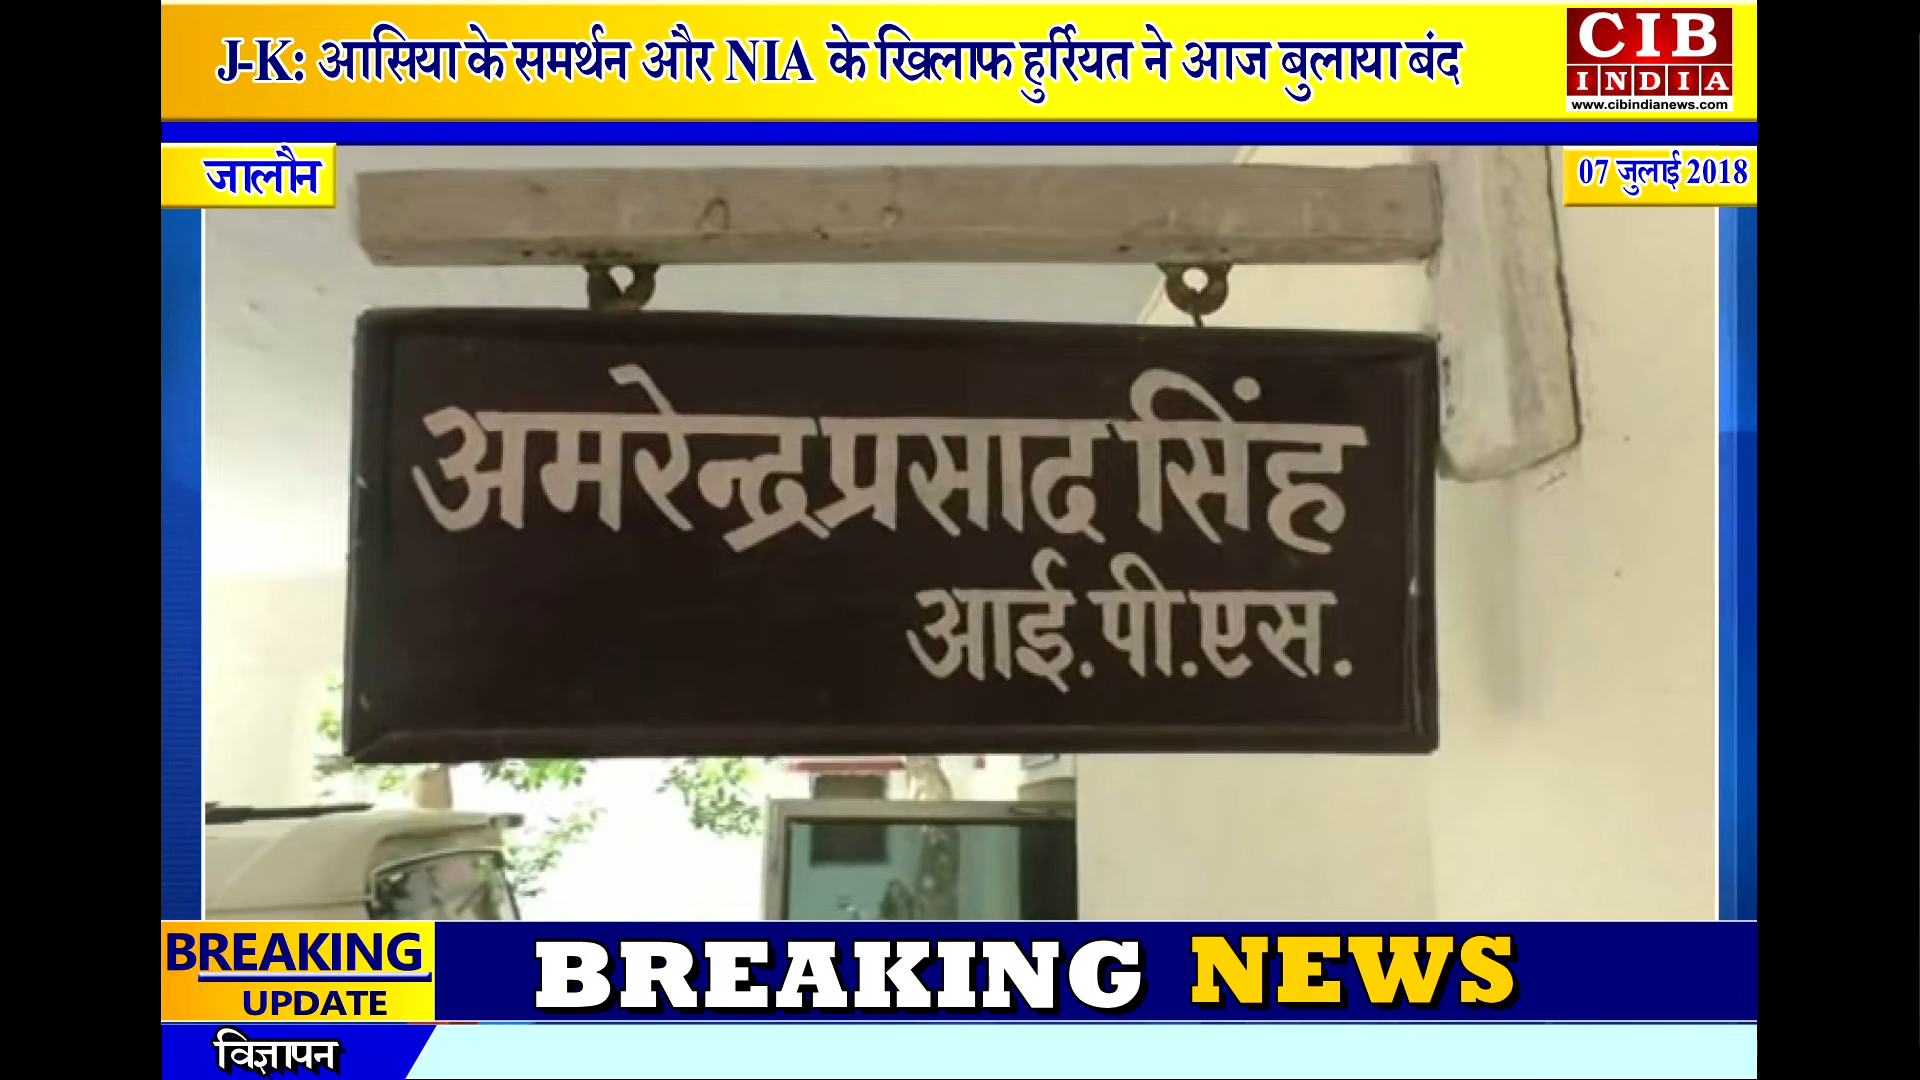 J-K: आसिया के समर्थन और NIA के खिलाफ हुर्रियत ने आज बुलाया बंद
CIB
INDIA
www.cibindianews.com
जालौन
07 जुलाई 2018
अमरेन्द्र प्रसाद सिंह
आई.पी.एस.
BREAKING
UPDATE
BREAKING NEWS
विज्ञापन